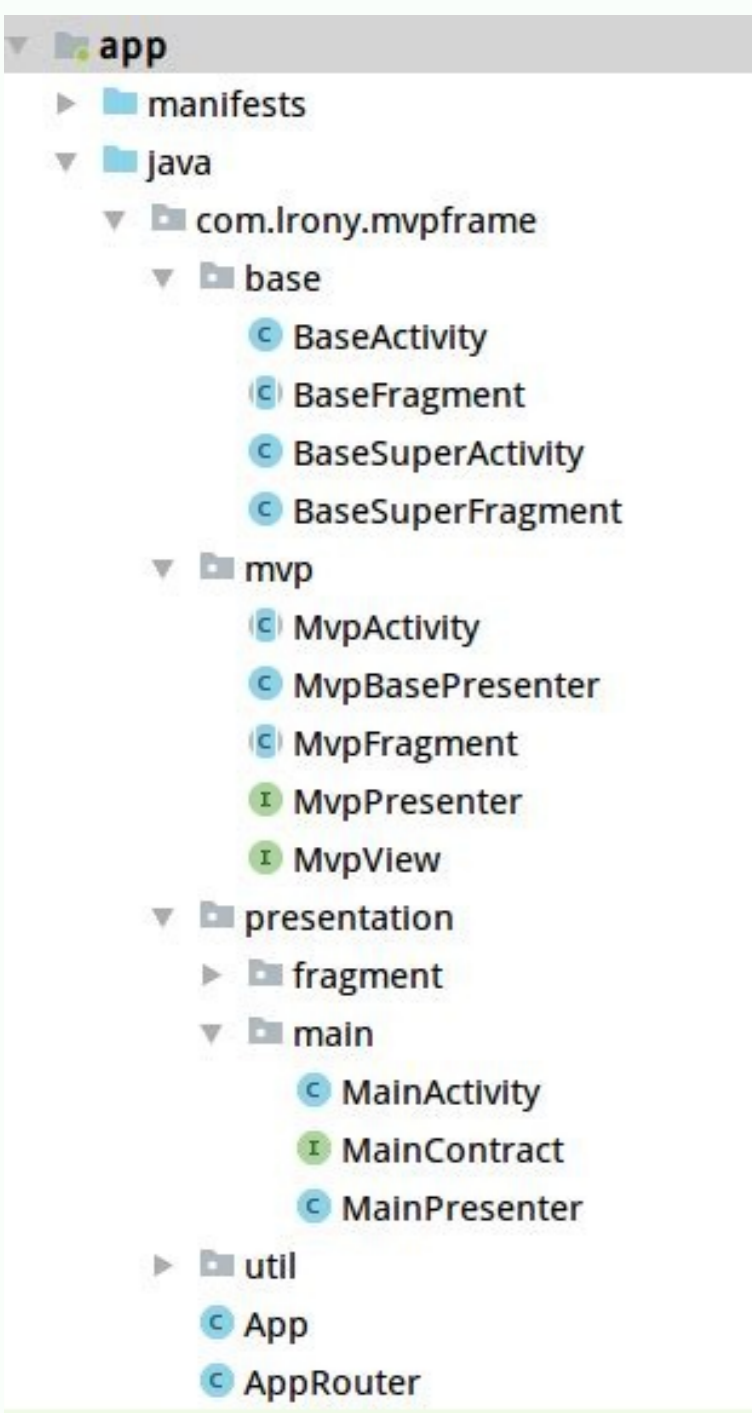 app
manifests
java
com.lrony.mvpframe
base
C BaseActivity
C BaseFragment
C BaseSuperActivity
C BaseSuperFragment
mvp
C MvpActivity
C MvpBasePresenter
C MvpFragment
I MvpPresenter
I MvpView
presentation
fragment
main
C MainActivity
I MainContract
C MainPresenter
util
C App
C AppRouter